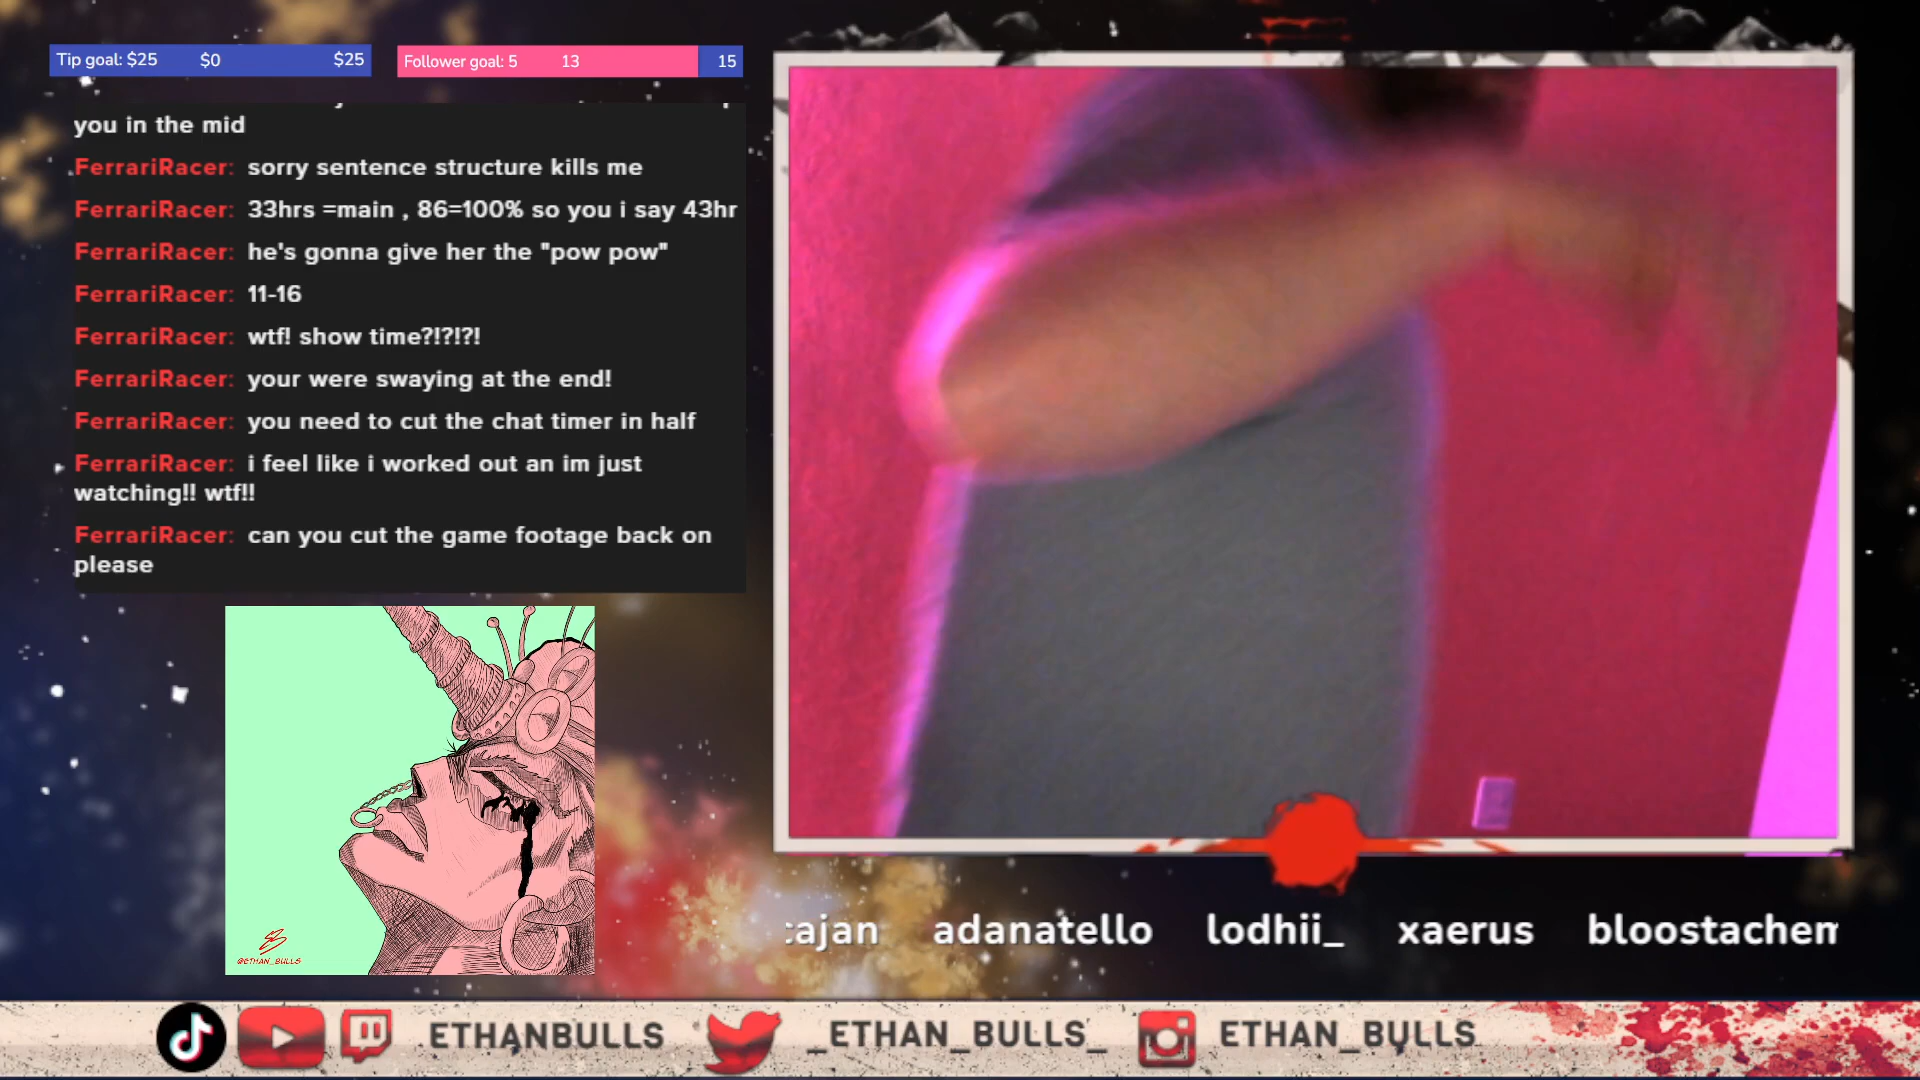 Tip goal: $25 $0 $25
Follower goal: 5 13 15
you in the mid
FerrariRacer: sorry sentence structure kills me
FerrariRacer: 33hrs =main , 86=100% so you i say 43hr
FerrariRacer: he's gonna give her the "pow pow"
FerrariRacer: 11-16
FerrariRacer: wtf! show time?!?!?!
FerrariRacer: your were swaying at the end!
FerrariRacer: you need to cut the chat timer in half
FerrariRacer: i feel like i worked out an im just
watching!! wtf!!
FerrariRacer: can you cut the game footage back on
please
@ETHAN_BULLS
adanatello lodhii_ xaerus
ETHANBULLS _ETHAN_BULLS_ ETHAN_BULLS